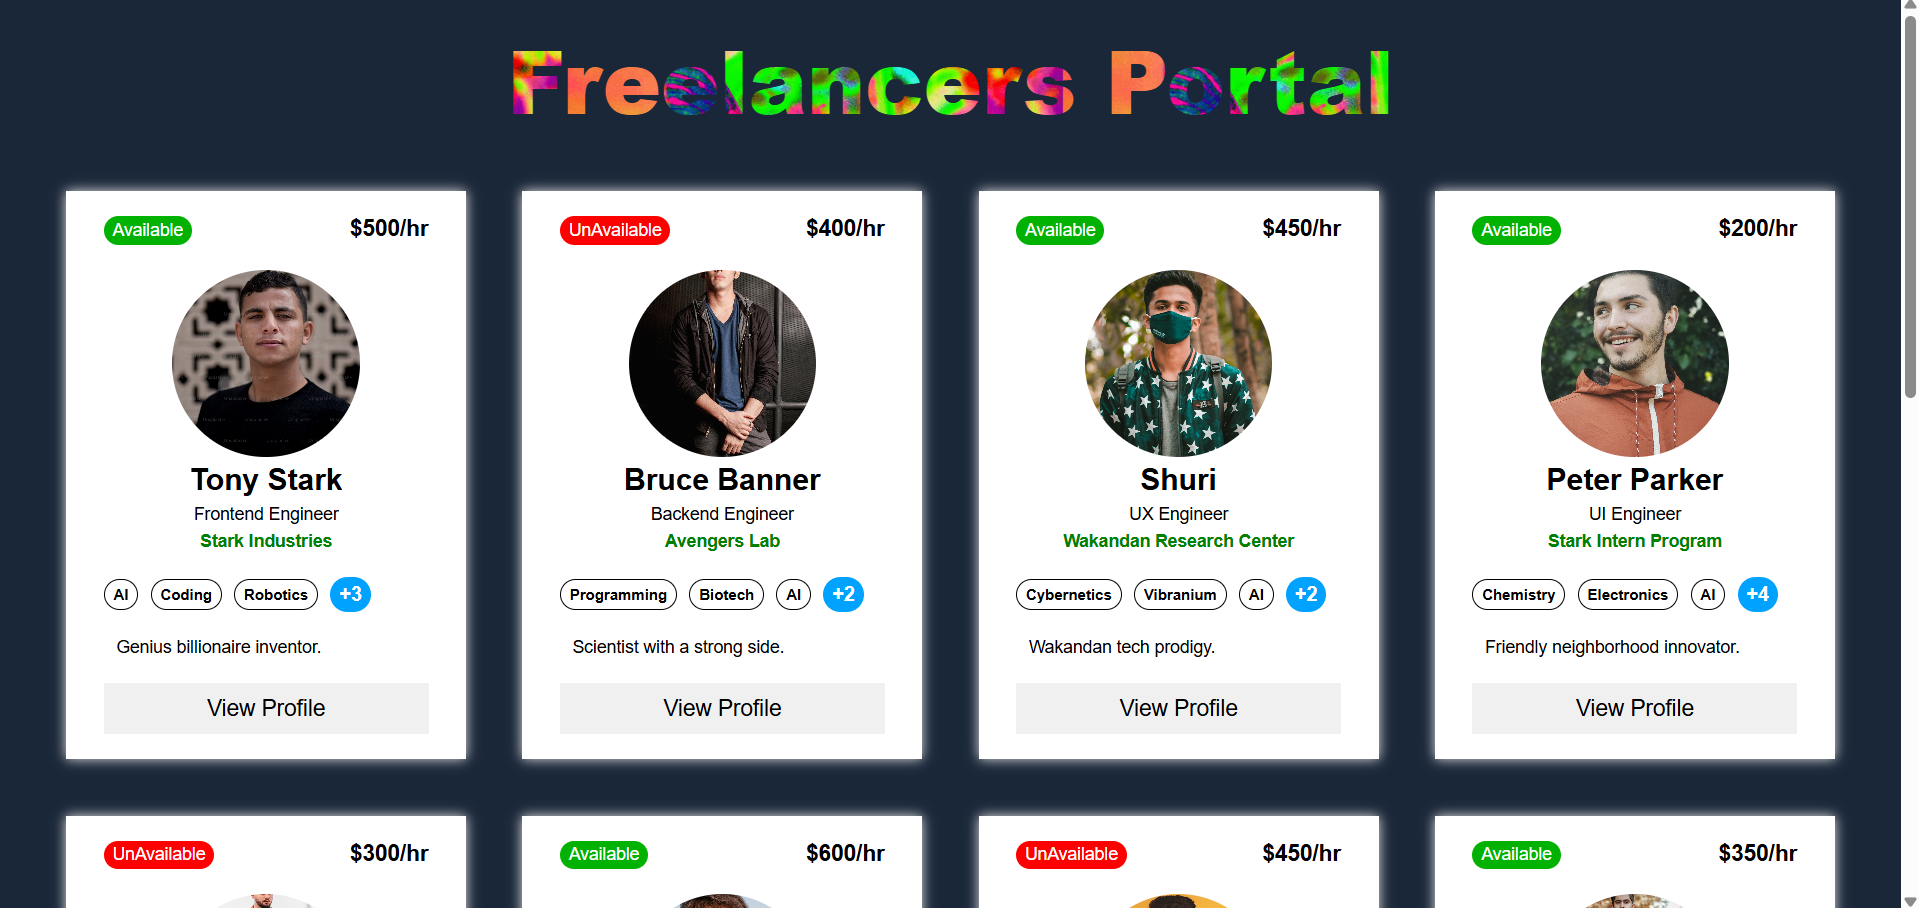 Freelancers Portal
Available $500/hr
Tony Stark
Frontend Engineer
Stark Industries
AI Coding Robotics +3
Genius billionaire inventor.
View Profile
UnAvailable $400/hr
Bruce Banner
Backend Engineer
Avengers Lab
Programming Biotech AI +2
Scientist with a strong side.
View Profile
Available $450/hr
Shuri
UX Engineer
Wakandan Research Center
Cybernetics Vibranium AI +2
Wakandan tech prodigy.
View Profile
Available $200/hr
Peter Parker
UI Engineer
Stark Intern Program
Chemistry Electronics AI +4
Friendly neighborhood innovator.
View Profile
UnAvailable $300/hr
Available $600/hr
UnAvailable $450/hr
Available $350/hr